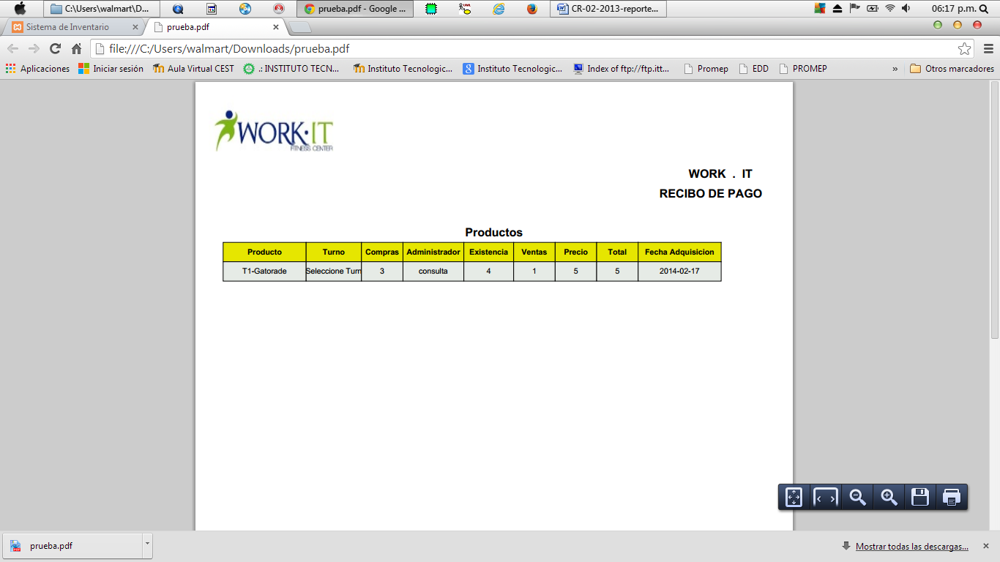 C:\Users\walmart\D...
prueba.pdf - Google ...
UML
CR-02-2013-reporte...
06:17 p.m.
Sistema de Inventario
prueba.pdf
file:///C:/Users/walmart/Downloads/prueba.pdf
Aplicaciones
Iniciar sesión
Aula Virtual CEST
.: INSTITUTO TECN...
Instituto Tecnologic...
Instituto Tecnologic...
Index of ftp://ftp.itt...
Promep
EDD
PROMEP
»
Otros marcadores
WORK·IT
FITNESS CENTER
WORK . IT
RECIBO DE PAGO
Productos
Producto Turno Compras Administrador Existencia Ventas Precio Total Fecha Adquisicion
T1-Gatorade Seleccione Turn 3 consulta 4 1 5 5 2014-02-17
prueba.pdf
Mostrar todas las descargas...